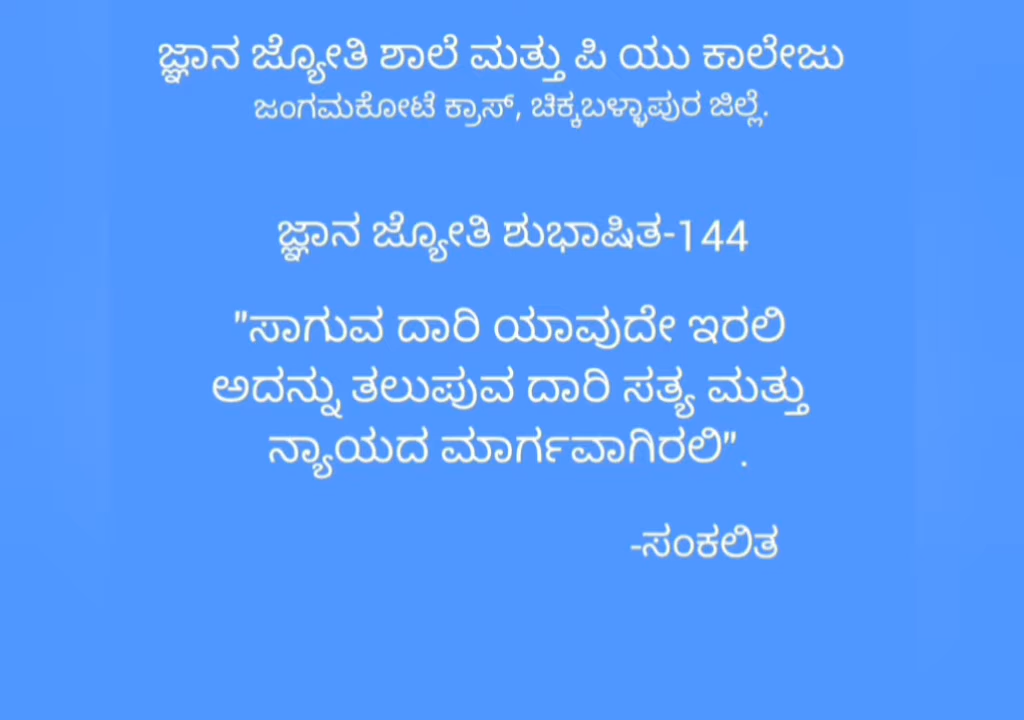 ಜ್ಞಾನ ಜ್ಯೋತಿ ಶಾಲೆ ಮತ್ತು ಪಿ ಯು ಕಾಲೇಜು
ಜಂಗಮಕೋಟೆ ಕ್ರಾಸ್, ಚಿಕ್ಕಬಳ್ಳಾಪುರ ಜಿಲ್ಲೆ.
ಜ್ಞಾನ ಜ್ಯೋತಿ ಶುಭಾಷಿತ-144
"ಸಾಗುವ ದಾರಿ ಯಾವುದೇ ಇರಲಿ
ಅದನ್ನು ತಲುಪುವ ದಾರಿ ಸತ್ಯ ಮತ್ತು
ನ್ಯಾಯದ ಮಾರ್ಗವಾಗಿರಲಿ".
-ಸಂಕಲಿತ